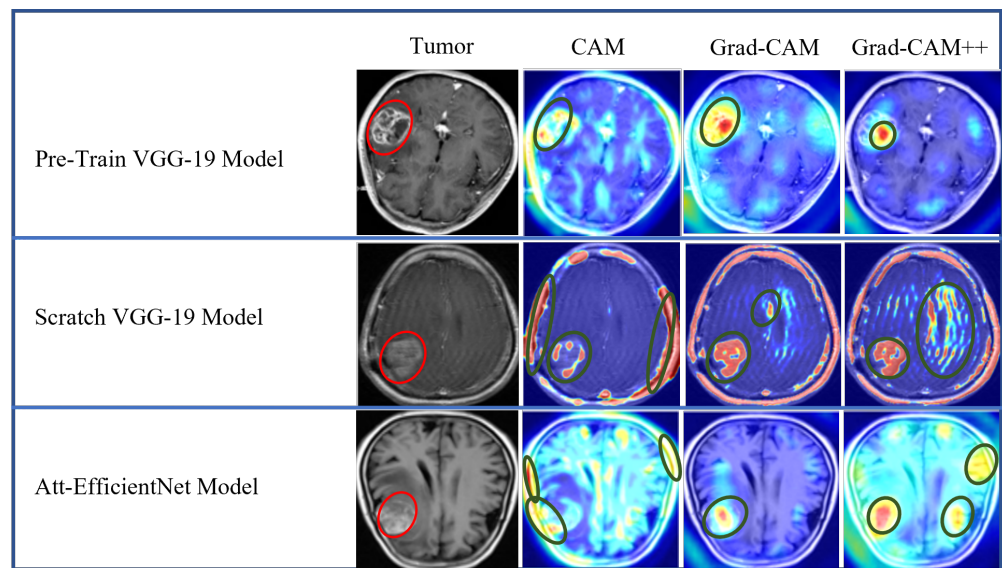 Tumor CAM Grad-CAM Grad-CAM++
Pre-Train VGG-19 Model
Scratch VGG-19 Model
Att-EfficientNet Model